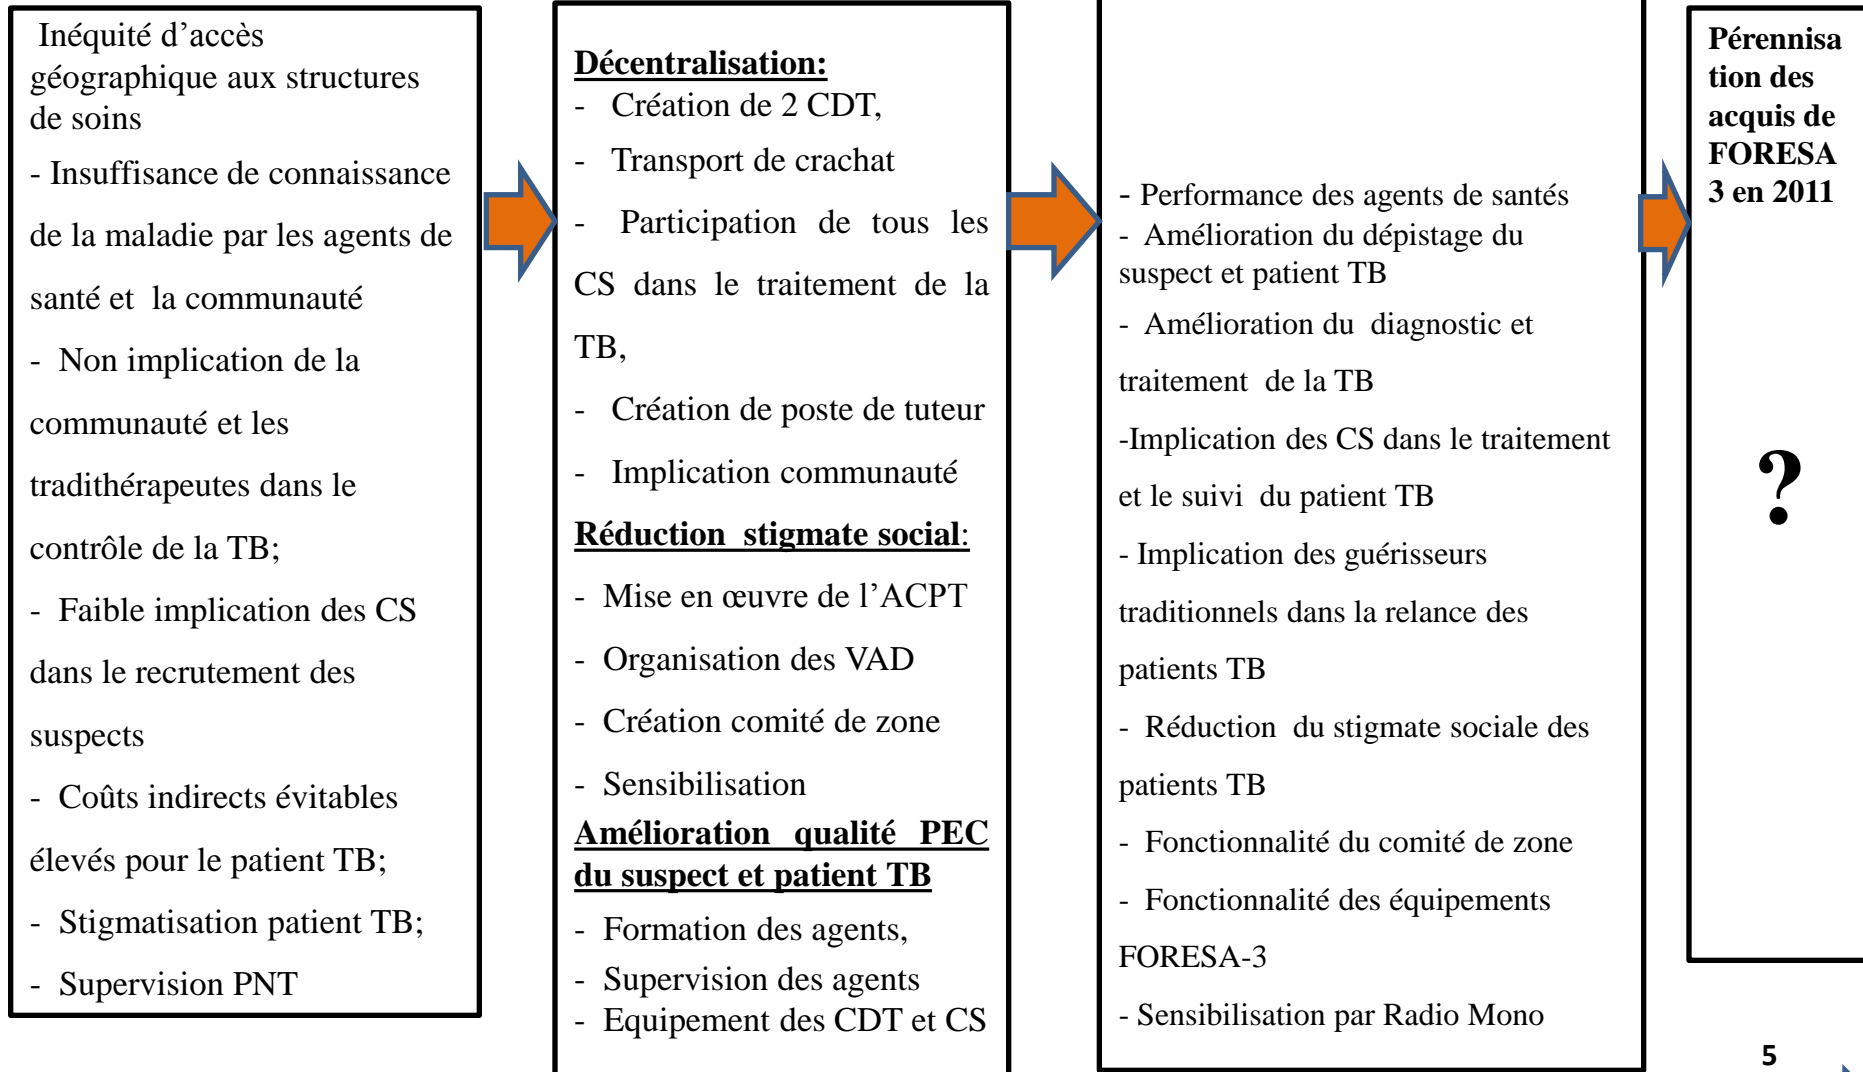 Inéquité d’accès
géographique aux structures
de soins
- Insuffisance de connaissance
de la maladie par les agents de
santé et la communauté
- Non implication de la
communauté et les
tradithérapeutes dans le
contrôle de la TB;
- Faible implication des CS
dans le recrutement des
suspects
- Coûts indirects évitables
élevés pour le patient TB;
- Stigmatisation patient TB;
- Supervision PNT
Décentralisation:
- Création de 2 CDT,
- Transport de crachat
- Participation de tous les
CS dans le traitement de la
TB,
- Création de poste de tuteur
- Implication communauté
Réduction stigmate social:
- Mise en œuvre de l’ACPT
- Organisation des VAD
- Création comité de zone
- Sensibilisation
Amélioration qualité PEC
du suspect et patient TB
- Formation des agents,
- Supervision des agents
- Equipement des CDT et CS
- Performance des agents de santés
- Amélioration du dépistage du
suspect et patient TB
- Amélioration du diagnostic et
traitement de la TB
-Implication des CS dans le traitement
et le suivi du patient TB
- Implication des guérisseurs
traditionnels dans la relance des
patients TB
- Réduction du stigmate sociale des
patients TB
- Fonctionnalité du comité de zone
- Fonctionnalité des équipements
FORESA-3
- Sensibilisation par Radio Mono
Pérennisa
tion des
acquis de
FORESA
3 en 2011
?
5